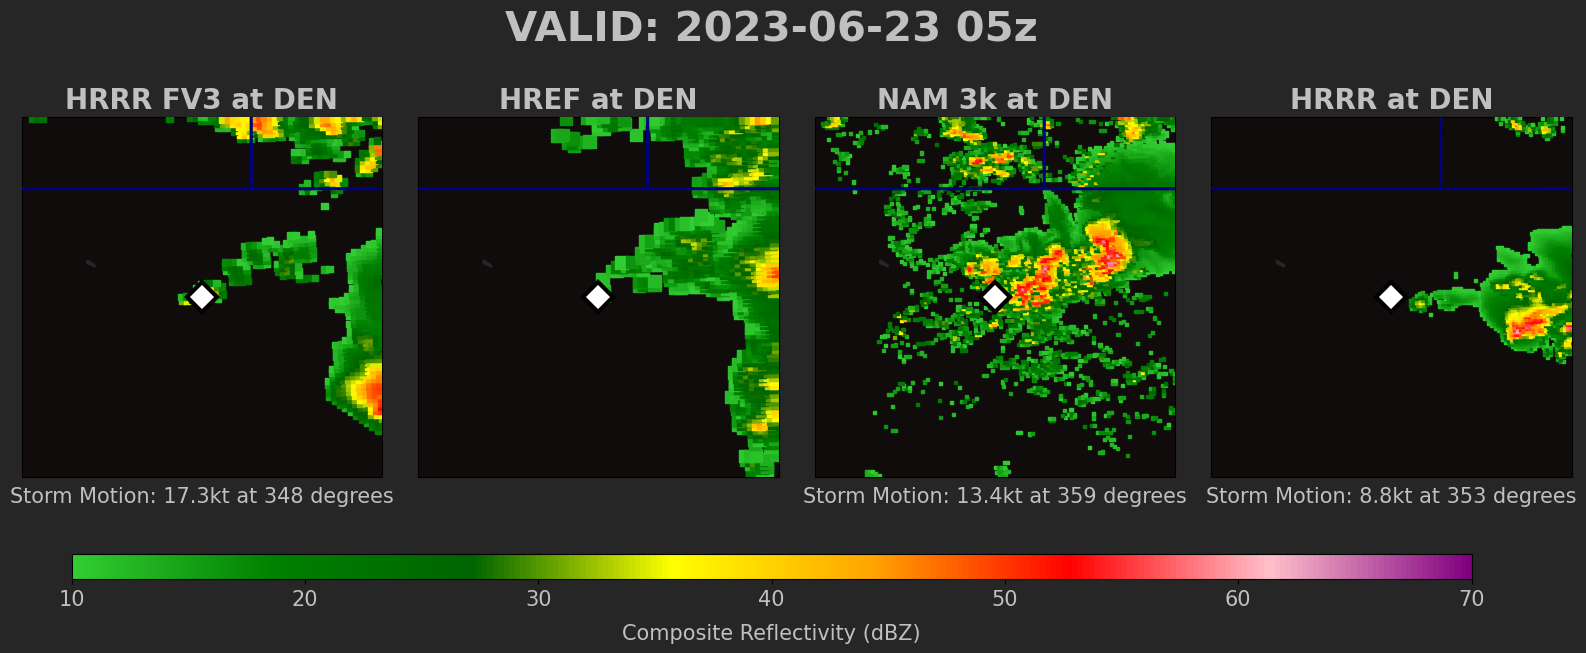 VALID: 2023-06-23 05z
HRRR FV3 at DEN
HREF at DEN
NAM 3k at DEN
HRRR at DEN
Storm Motion: 17.3kt at 348 degrees
Storm Motion: 13.4kt at 359 degrees
Storm Motion: 8.8kt at 353 degrees
10 20 30 40 50 60 70
Composite Reflectivity (dBZ)